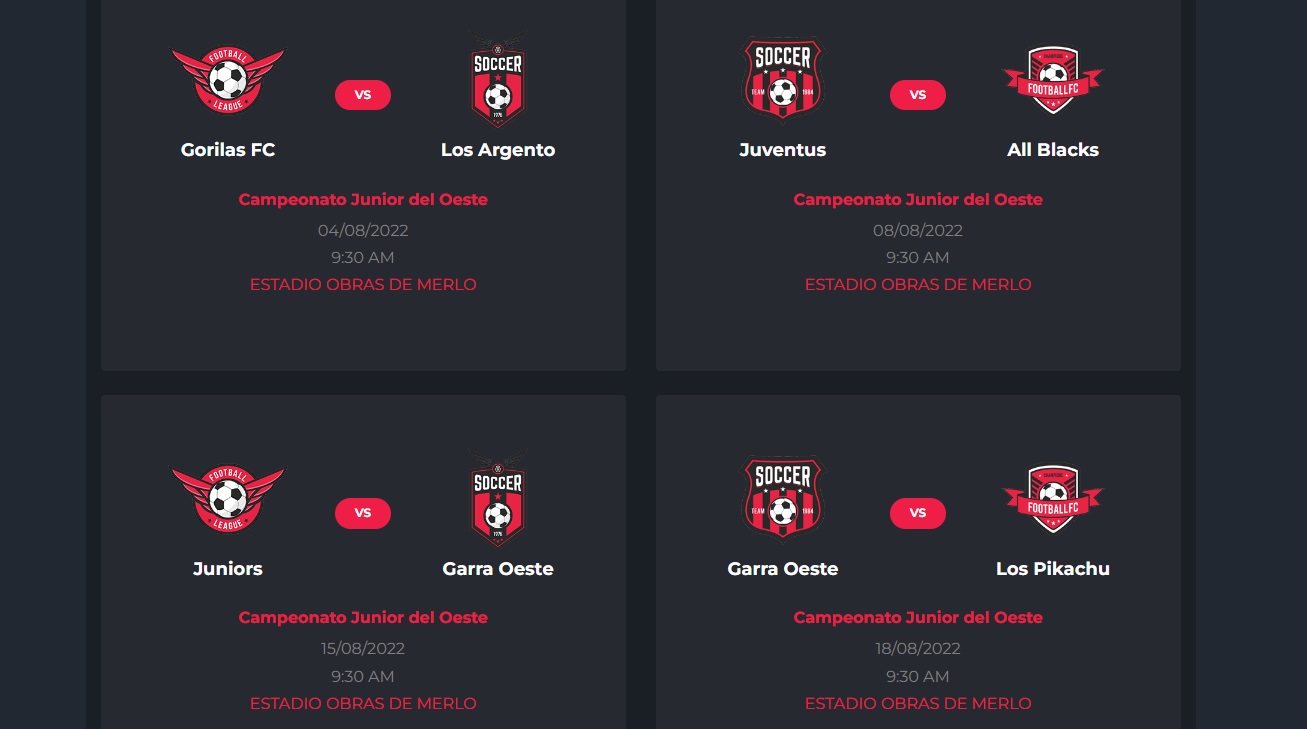 FOOTBALL
LEAGUE
VS
SOCCER
1976
Gorilas FC
Los Argento
Campeonato Junior del Oeste
04/08/2022
9:30 AM
ESTADIO OBRAS DE MERLO
SOCCER
TEAM 1984
VS
FOOTBALL FC
Juventus
All Blacks
Campeonato Junior del Oeste
08/08/2022
9:30 AM
ESTADIO OBRAS DE MERLO
FOOTBALL
LEAGUE
VS
SOCCER
1976
Juniors
Garra Oeste
Campeonato Junior del Oeste
15/08/2022
9:30 AM
ESTADIO OBRAS DE MERLO
SOCCER
TEAM 1984
VS
FOOTBALL FC
Garra Oeste
Los Pikachu
Campeonato Junior del Oeste
18/08/2022
9:30 AM
ESTADIO OBRAS DE MERLO